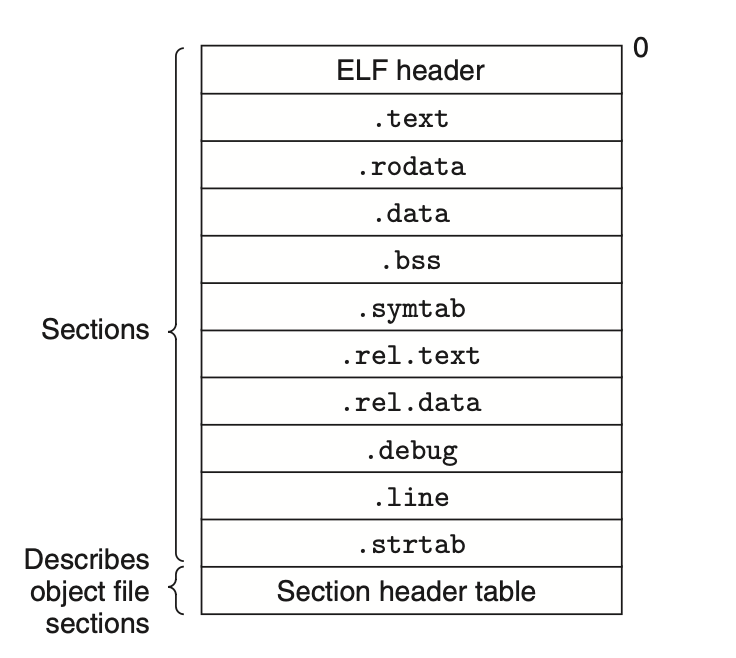 0
ELF header
.text
.rodata
.data
.bss
.symtab
Sections
.rel.text
.rel.data
.debug
.line
.strtab
Describes
object file
sections
Section header table